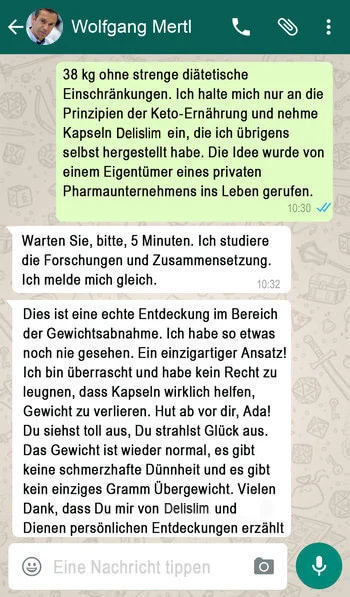 Wolfgang Mertl
38 kg ohne strenge diätetische
Einschränkungen. Ich halte mich nur an die
Prinzipien der Keto-Ernährung und nehme
Kapseln Delislim ein, die ich übrigens
selbst hergestellt habe. Die Idee wurde von
einem Eigentümer eines privaten
Pharmaunternehmens ins Leben gerufen.
10:30
Warten Sie, bitte, 5 Minuten. Ich studiere
die Forschungen und Zusammensetzung.
Ich melde mich gleich.
10:32
Dies ist eine echte Entdeckung im Bereich
der Gewichtsabnahme. Ich habe so etwas
noch nie gesehen. Ein einzigartiger Ansatz!
Ich bin überrascht und habe kein Recht zu
leugnen, dass Kapseln wirklich helfen,
Gewicht zu verlieren. Hut ab vor dir, Ada!
Du siehst toll aus, Du strahlst Glück aus.
Das Gewicht ist wieder normal, es gibt
keine schmerzhafte Dünnheit und es gibt
kein einziges Gramm Übergewicht. Vielen
Dank, dass Du mir von Delislim und
Dienen persönlichen Entdeckungen erzählt
Eine Nachricht tippen